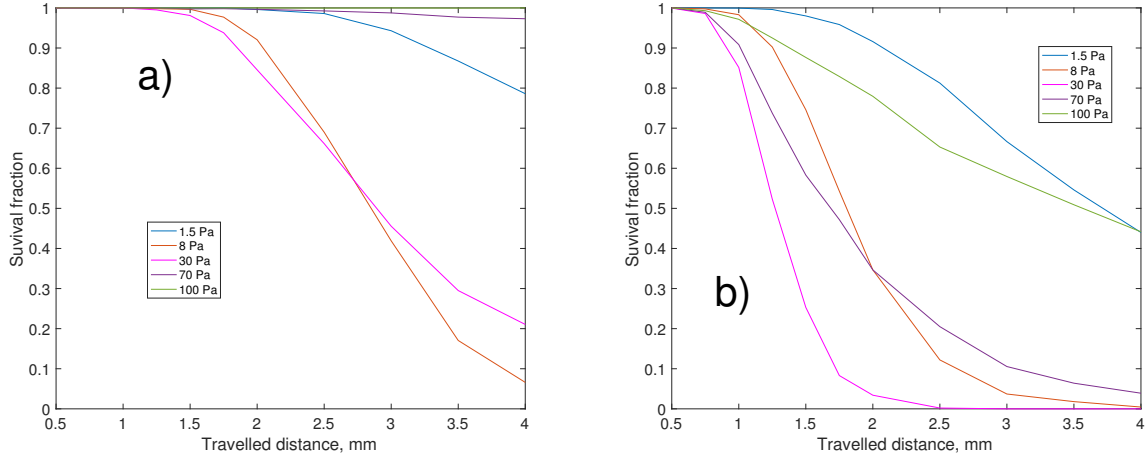 1
0.9
0.8
0.7
0.6
0.5
0.4
0.3
0.2
0.1
0
Suvival fraction
a)
1.5 Pa
8 Pa
30 Pa
70 Pa
100 Pa
0.5 1 1.5 2 2.5 3 3.5 4
Travelled distance, mm
1
0.9
0.8
0.7
0.6
0.5
0.4
0.3
0.2
0.1
0
Suvival fraction
1.5 Pa
8 Pa
30 Pa
70 Pa
100 Pa
b)
0.5 1 1.5 2 2.5 3 3.5 4
Travelled distance, mm